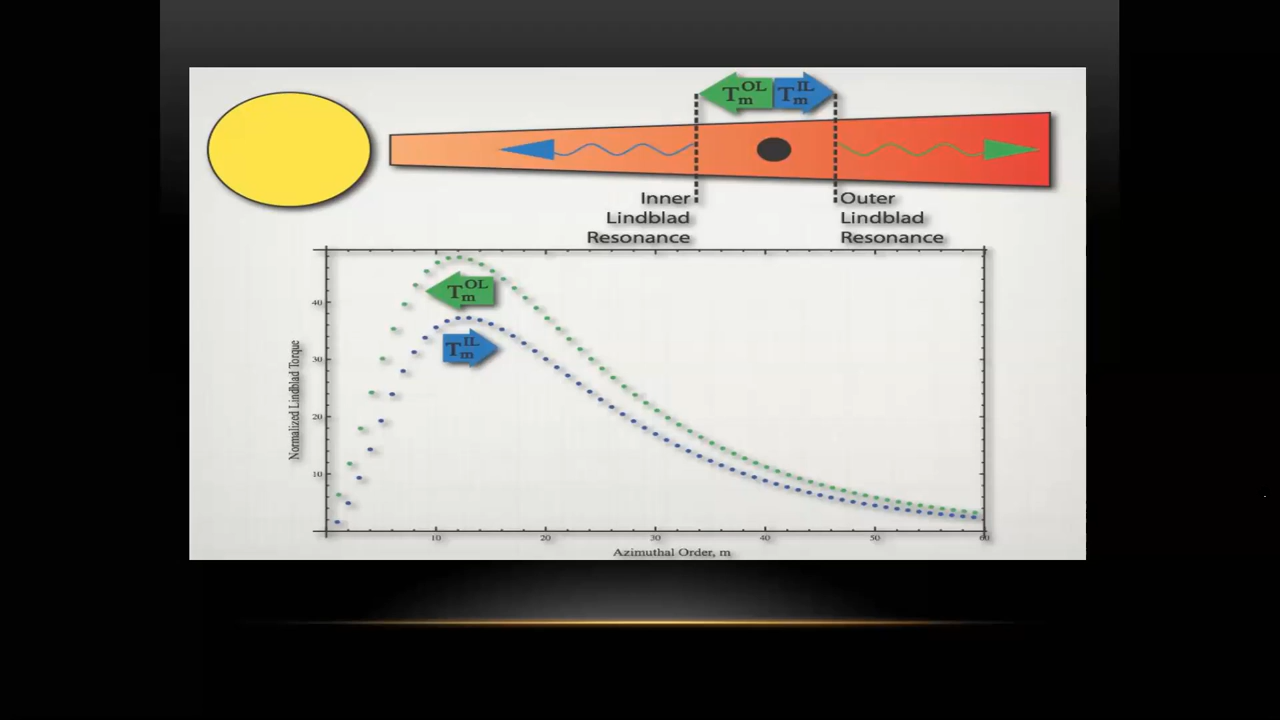 T_m^OL T_m^IL
Inner
Lindblad
Resonance
Outer
Lindblad
Resonance
T_m^OL
T_m^IL
Normalized Lindblad Torque
40
30
20
10
10 20 30 40 50 60
Azimuthal Order, m